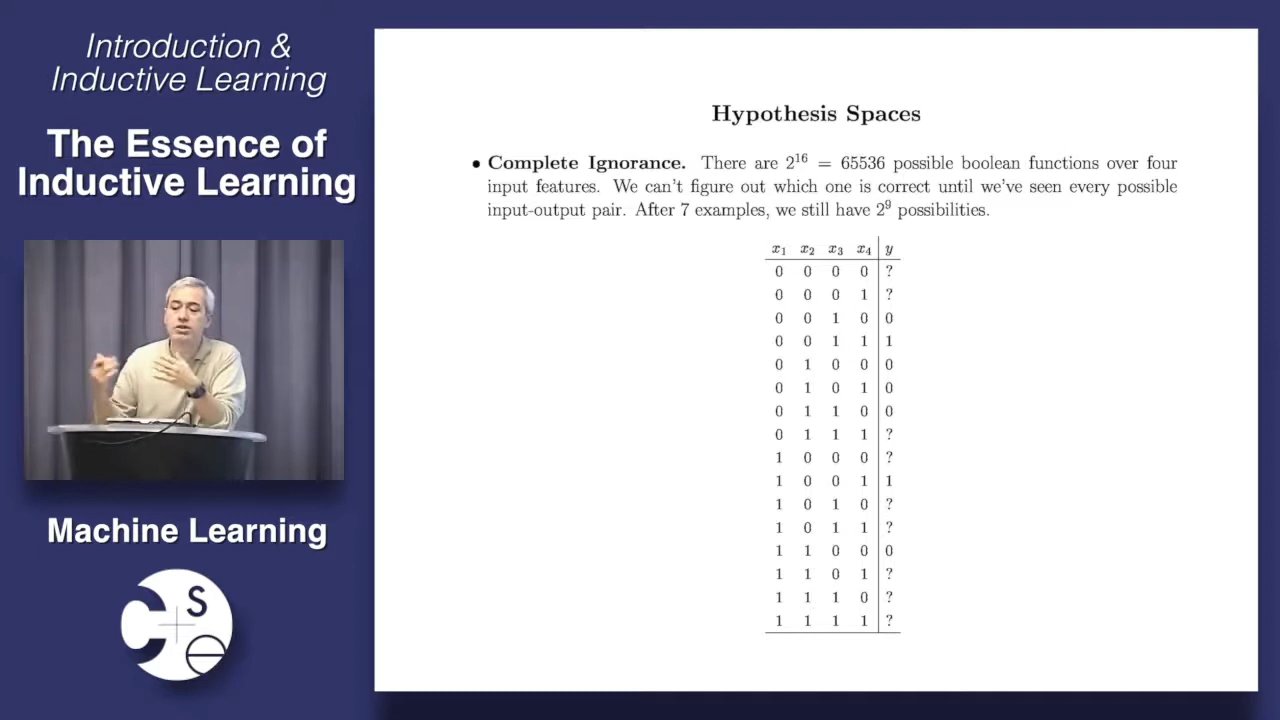 Introduction &
Inductive Learning
The Essence of
Inductive Learning
Machine Learning
C S e
Hypothesis Spaces
• Complete Ignorance. There are 2^16 = 65536 possible boolean functions over four
input features. We can't figure out which one is correct until we've seen every possible
input-output pair. After 7 examples, we still have 2^9 possibilities.
x₁ x₂ x₃ x₄ y
0 0 0 0 ?
0 0 0 1 ?
0 0 1 0 0
0 0 1 1 1
0 1 0 0 0
0 1 0 1 0
0 1 1 0 0
0 1 1 1 ?
1 0 0 0 ?
1 0 0 1 1
1 0 1 0 ?
1 0 1 1 ?
1 1 0 0 0
1 1 0 1 ?
1 1 1 0 ?
1 1 1 1 ?